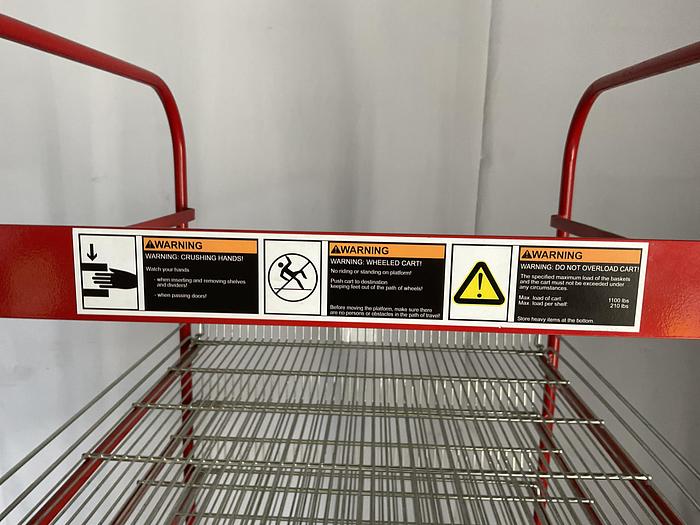 WARNING
WARNING: CRUSHING HANDS!
Watch your hands
- when inserting and removing shelves
and dividers!
- when passing doors!
WARNING
WARNING: WHEELED CART!
No riding or standing on platform!
Push cart to destination
keeping feet out of the path of wheels!
Before moving the platform, make sure there
are no persons or obstacles in the path of travel!
WARNING
WARNING: DO NOT OVERLOAD CART!
The specified maximum load of the baskets
and the cart must not be exceeded under
any circumstances.
Max. load of cart: 1100 lbs
Max. load per shelf: 210 lbs
Store heavy items at the bottom.